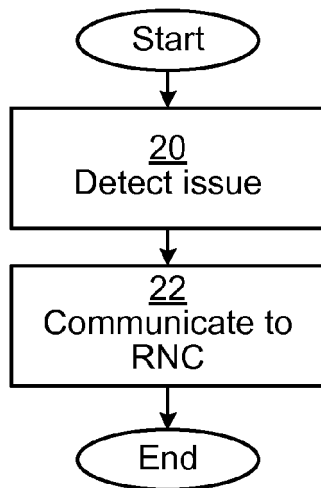 Start
20
Detect issue
22
Communicate to
RNC
End